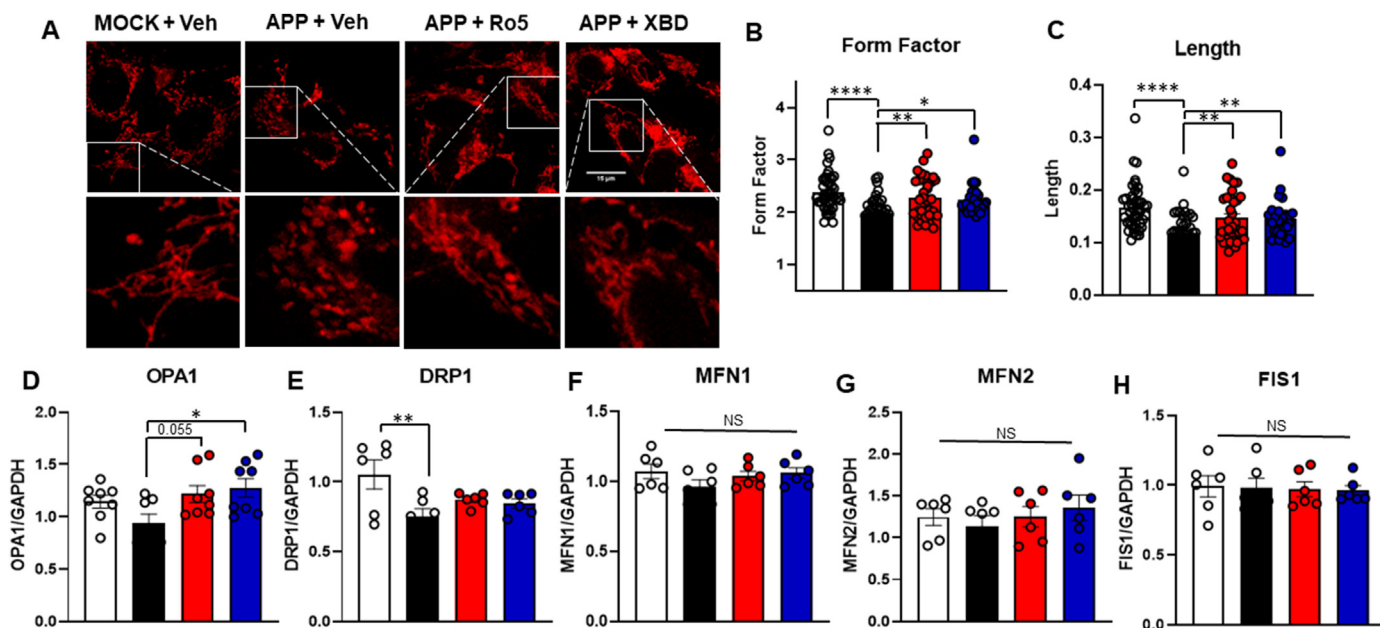 MOCK + Veh
APP + Veh
APP + Ro5
APP + XBD
A
15 μm
B
Form Factor
Form Factor
4
3
2
1
****
**
*
C
Length
Length
0.4
0.3
0.2
0.1
0.0
****
**
**
D
OPA1
OPA1/GAPDH
2.0
1.5
1.0
0.5
0.0
*
0.055
E
DRP1
DRP1/GAPDH
1.5
1.0
0.5
0.0
**
F
MFN1
MFN1/GAPDH
1.5
1.0
0.5
0.0
NS
G
MFN2
MFN2/GAPDH
2.5
2.0
1.5
1.0
0.5
0.0
NS
H
FIS1
FIS1/GAPDH
1.5
1.0
0.5
0.0
NS